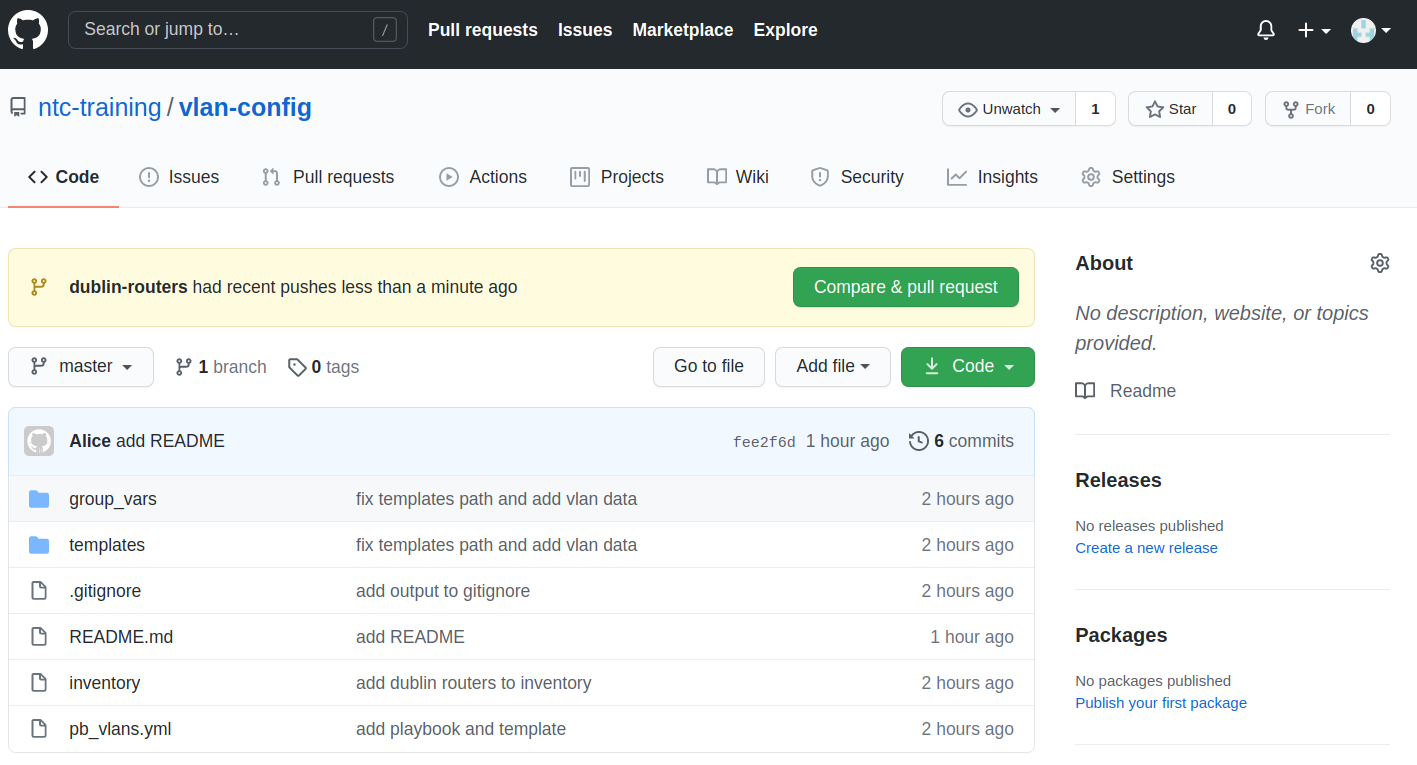 Search or jump to… /
Pull requests Issues Marketplace Explore
ntc-training / vlan-config
Unwatch 1 Star 0 Fork 0
Code Issues Pull requests Actions Projects Wiki Security Insights Settings
dublin-routers had recent pushes less than a minute ago
Compare & pull request
master 1 branch 0 tags Go to file Add file Code
Alice add README fee2f6d 1 hour ago 6 commits
group_vars fix templates path and add vlan data 2 hours ago
templates fix templates path and add vlan data 2 hours ago
.gitignore add output to gitignore 2 hours ago
README.md add README 1 hour ago
inventory add dublin routers to inventory 2 hours ago
pb_vlans.yml add playbook and template 2 hours ago
About
No description, website, or topics
provided.
Readme
Releases
No releases published
Create a new release
Packages
No packages published
Publish your first package